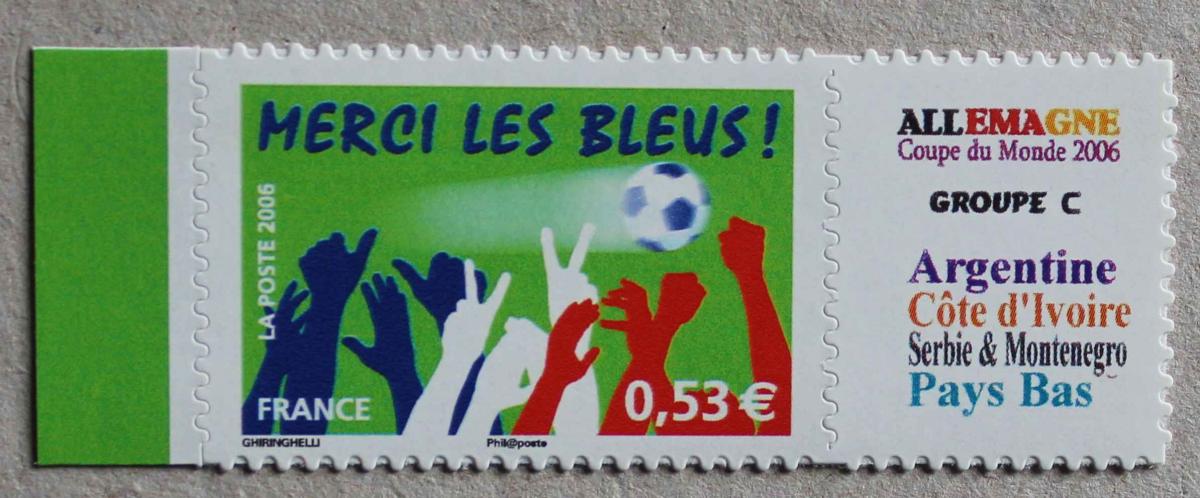 MERCI LES BLEUS!
LA POSTE 2006
FRANCE
0,53 €
GHIRINGHELLI
Phil@poste
ALLEMAGNE
Coupe du Monde 2006
GROUPE C
Argentine
Côte d'Ivoire
Serbie & Montenegro
Pays Bas